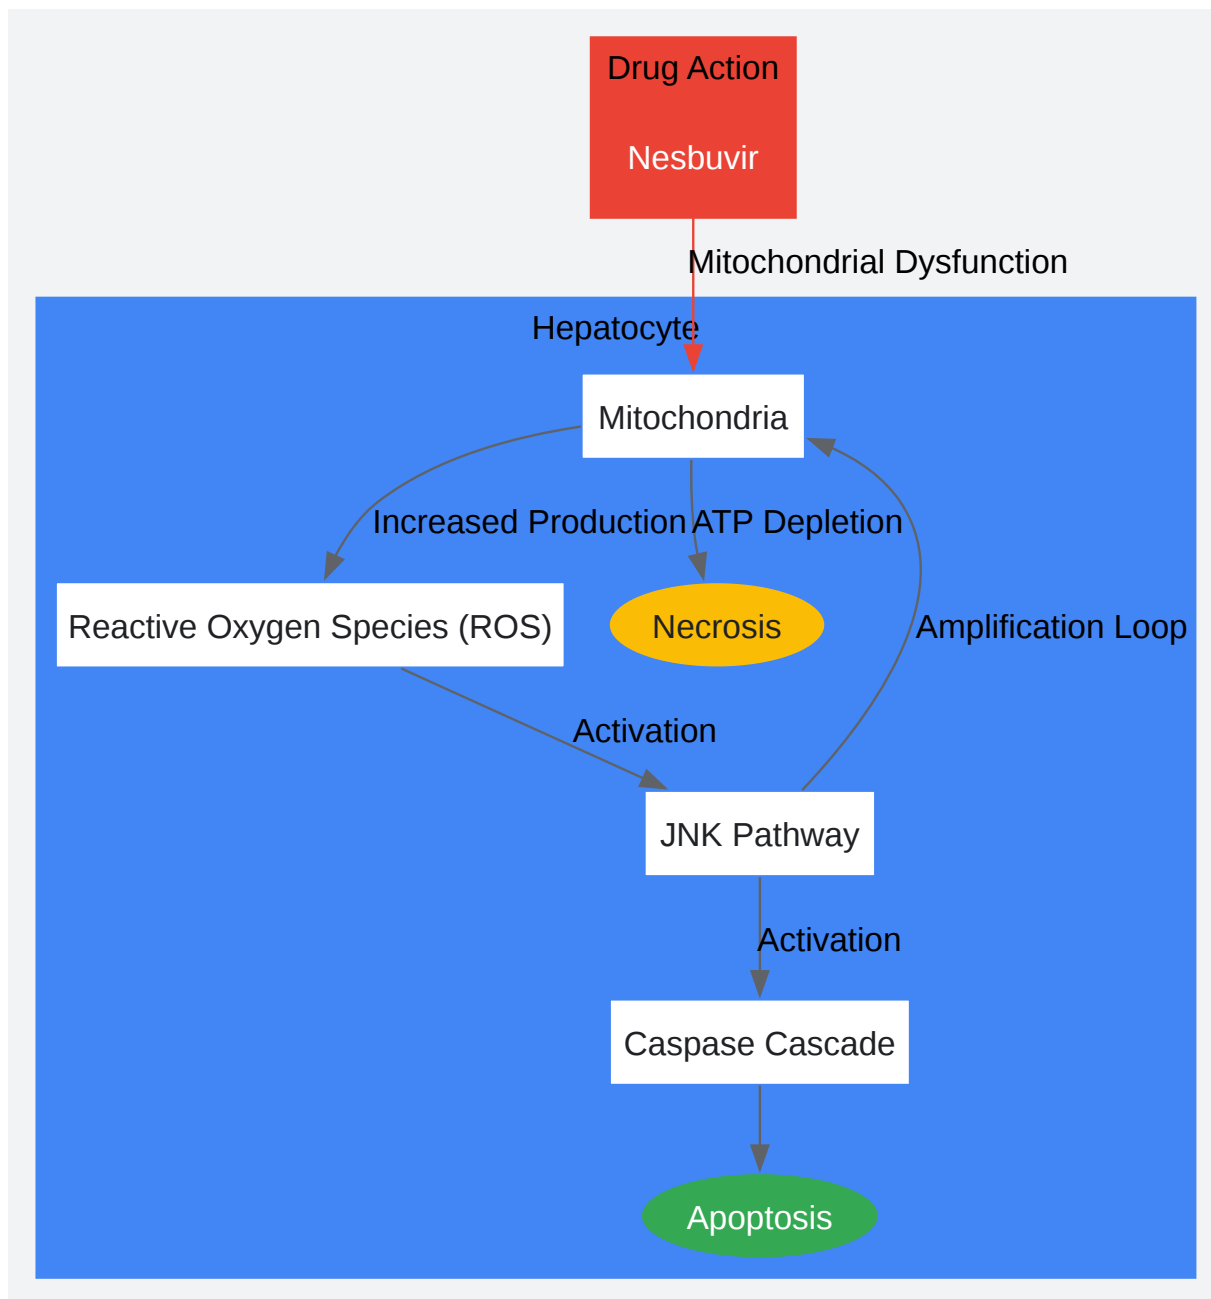 Drug Action
Nesbuvir
Mitochondrial Dysfunction
Hepatocyte
Mitochondria
Increased Production
ATP Depletion
Reactive Oxygen Species (ROS)
Necrosis
Amplification Loop
Activation
JNK Pathway
Activation
Caspase Cascade
Apoptosis